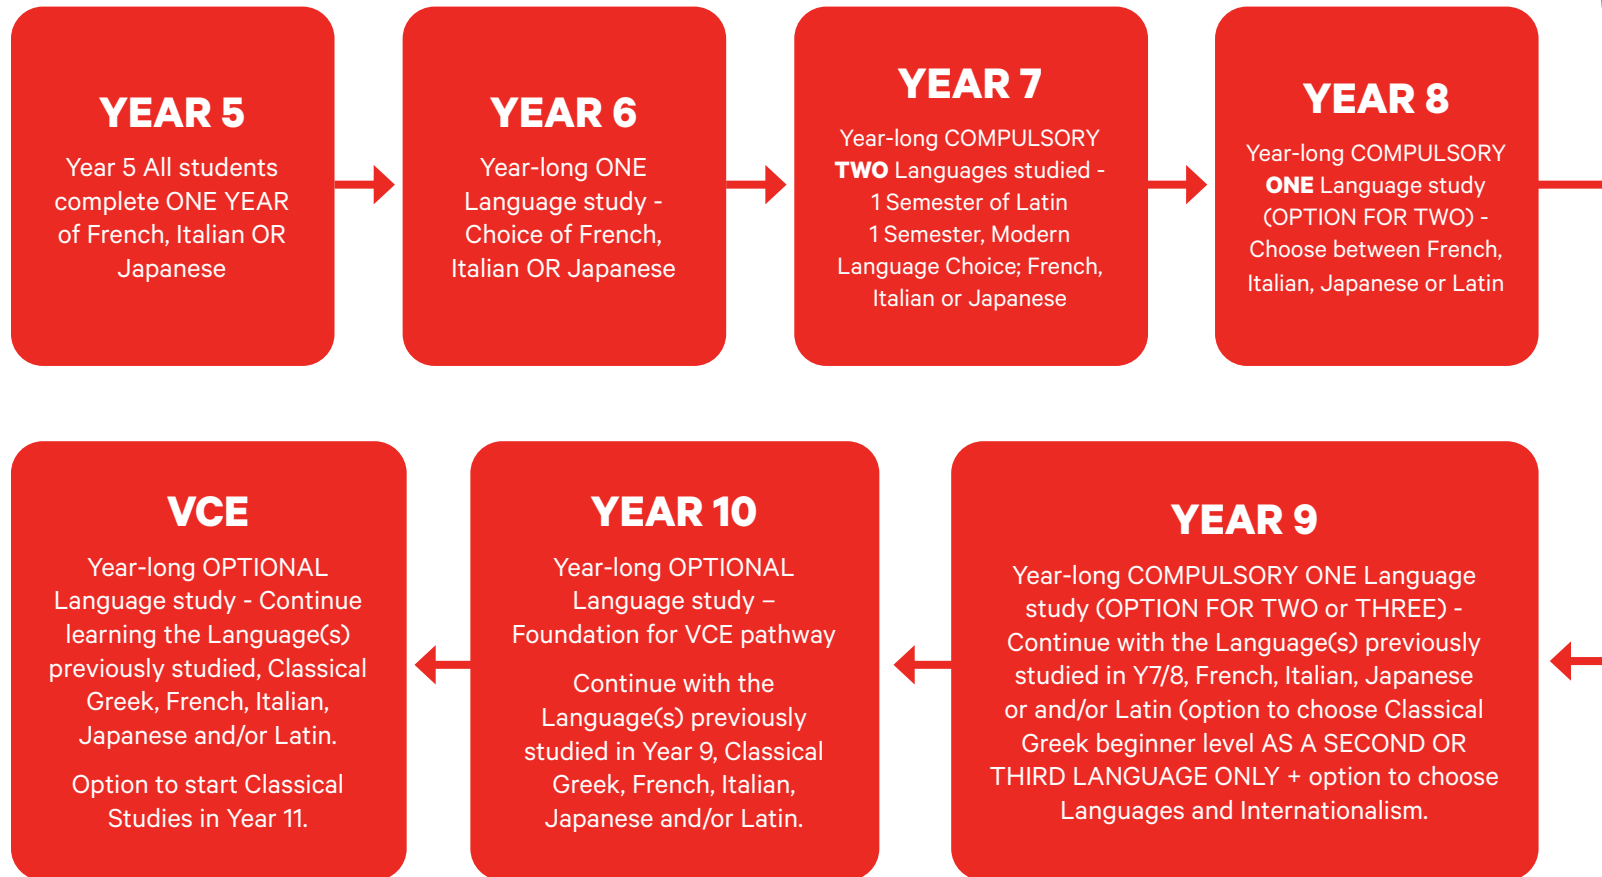 YEAR 5
Year 5 All students
complete ONE YEAR
of French, Italian OR
Japanese
YEAR 6
Year-long ONE
Language study -
Choice of French,
Italian OR Japanese
YEAR 7
Year-long COMPULSORY
TWO Languages studied -
1 Semester of Latin
1 Semester, Modern
Language Choice; French,
Italian or Japanese
YEAR 8
Year-long COMPULSORY
ONE Language study
(OPTION FOR TWO) -
Choose between French,
Italian, Japanese or Latin
YEAR 9
Year-long COMPULSORY ONE Language
study (OPTION FOR TWO or THREE) -
Continue with the Language(s) previously
studied in Y7/8, French, Italian, Japanese
or and/or Latin (option to choose Classical
Greek beginner level AS A SECOND OR
THIRD LANGUAGE ONLY + option to choose
Languages and Internationalism.
YEAR 10
Year-long OPTIONAL
Language study –
Foundation for VCE pathway
Continue with the
Language(s) previously
studied in Year 9, Classical
Greek, French, Italian,
Japanese and/or Latin.
VCE
Year-long OPTIONAL
Language study - Continue
learning the Language(s)
previously studied, Classical
Greek, French, Italian,
Japanese and/or Latin.
Option to start Classical
Studies in Year 11.